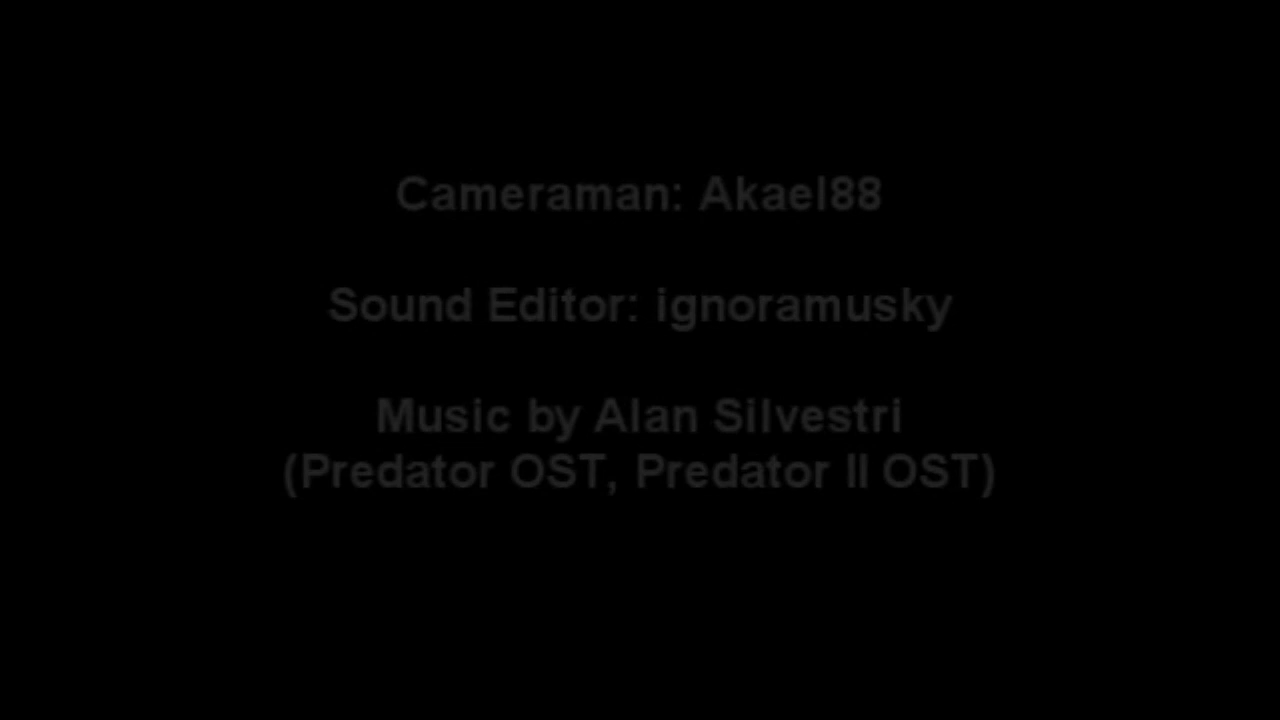 Cameraman: Akael88
Sound Editor: ignoramusky
Music by Alan Silvestri
(Predator OST, Predator II OST)